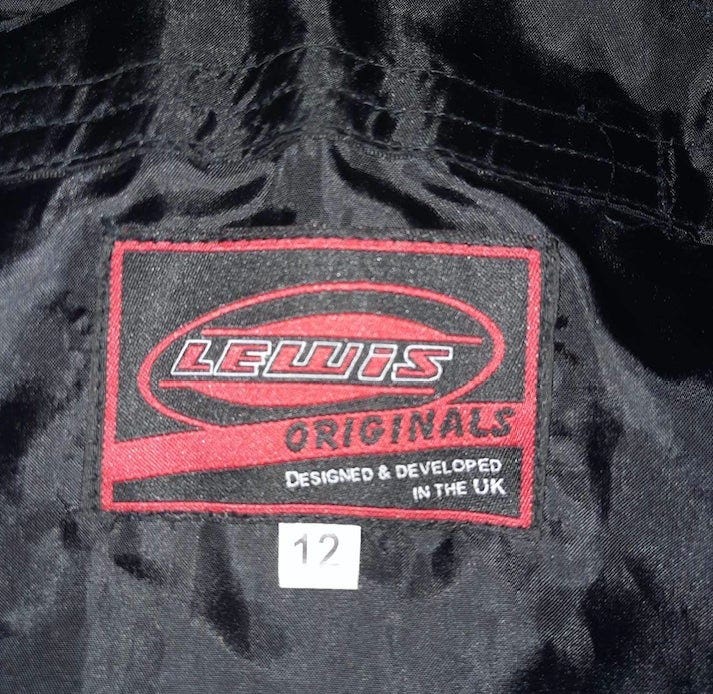 LEWIS
ORIGINALS
DESIGNED & DEVELOPED
IN THE UK
12